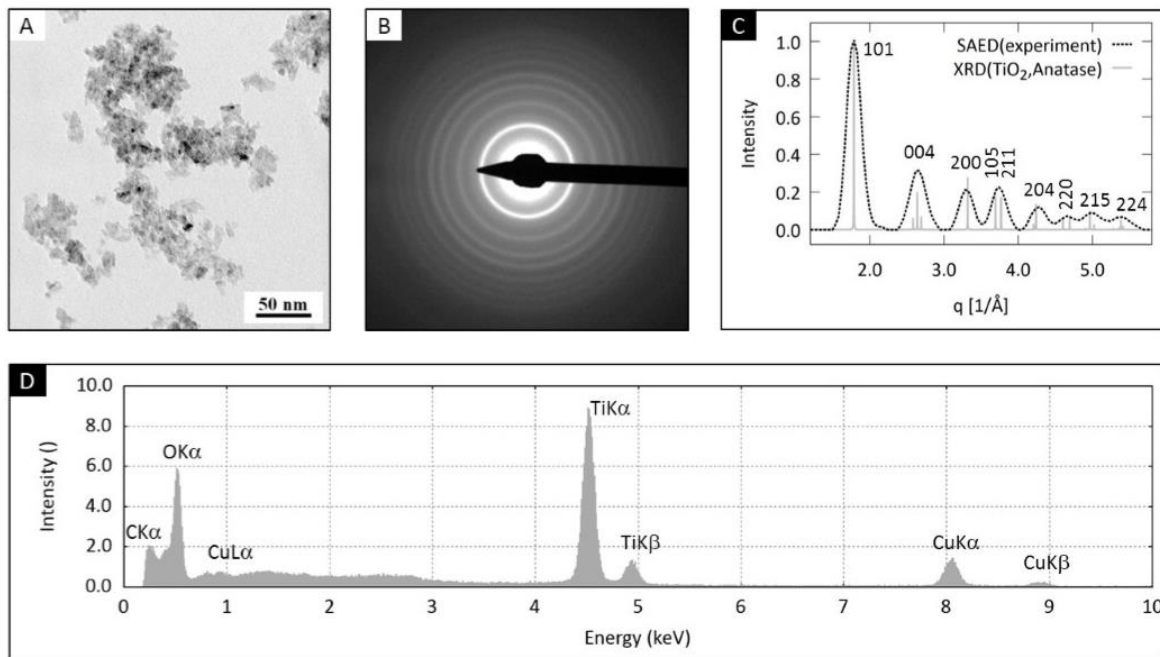 A
50 nm
B
C
SAED(experiment)
XRD(TiO₂,Anatase)
101
004
200
105
211
204
220
215
224
1.0
0.8
0.6
0.4
0.2
0.0
Intensity
2.0 3.0 4.0 5.0
q [1/Å]
D
10.0
8.0
6.0
4.0
2.0
0.0
Intensity ()
CKα
OKα
CuLα
TiKα
TiKβ
CuKα
CuKβ
0 1 2 3 4 5 6 7 8 9 10
Energy (keV)